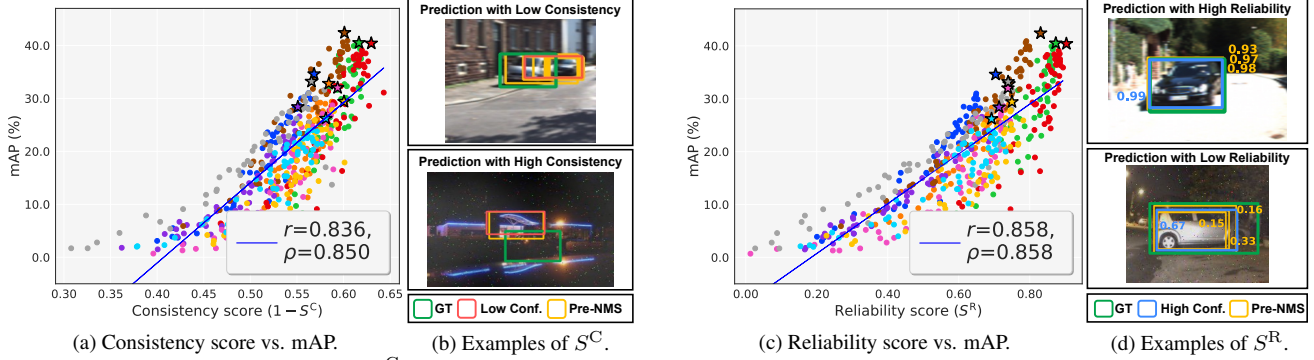 mAP (%)
40.0
30.0
20.0
10.0
0.0
r=0.836,
ρ=0.850
0.30 0.35 0.40 0.45 0.50 0.55 0.60 0.65
Consistency score (1−S^C)
(a) Consistency score vs. mAP.
Prediction with Low Consistency
Prediction with High Consistency
GT Low Conf. Pre-NMS
(b) Examples of S^C.
mAP (%)
40.0
30.0
20.0
10.0
0.0
r=0.858,
ρ=0.858
0.00 0.20 0.40 0.60 0.80
Reliability score (S^R)
(c) Reliability score vs. mAP.
Prediction with High Reliability
0.93
0.97
0.98
0.99
Prediction with Low Reliability
0.16
0.67 0.15
0.33
GT High Conf. Pre-NMS
(d) Examples of S^R.